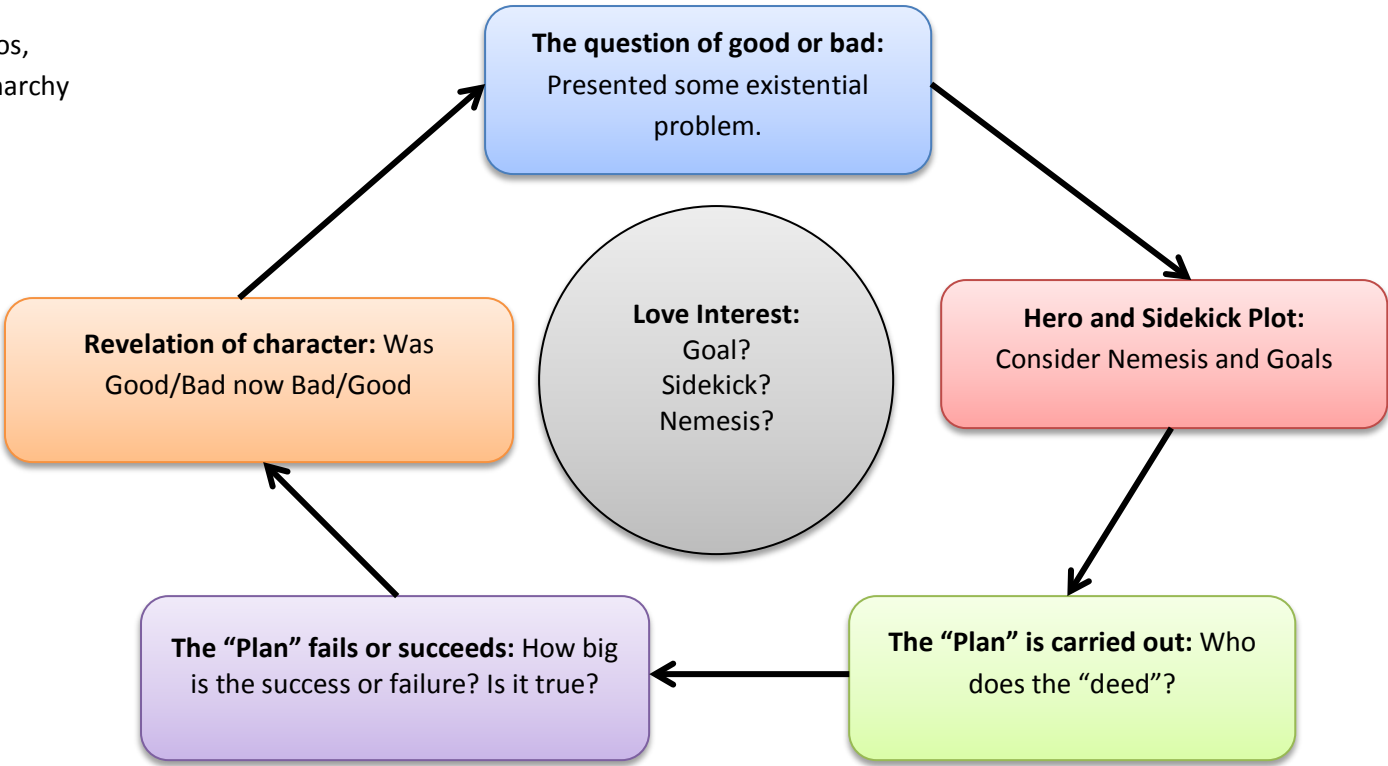 os,
narchy
The question of good or bad:
Presented some existential
problem.
Hero and Sidekick Plot:
Consider Nemesis and Goals
The “Plan” is carried out: Who
does the “deed”?
The “Plan” fails or succeeds: How big
is the success or failure? Is it true?
Revelation of character: Was
Good/Bad now Bad/Good
Love Interest:
Goal?
Sidekick?
Nemesis?